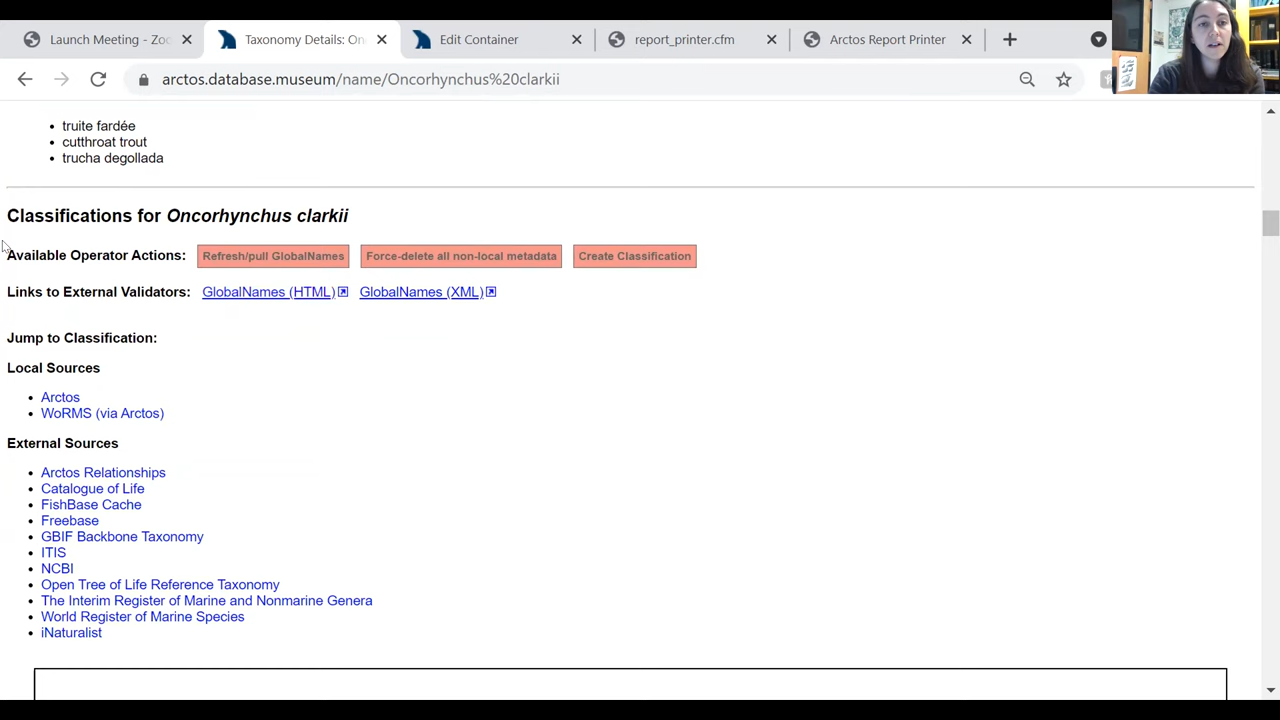 Launch Meeting - Zoc
Taxonomy Details: On
Edit Container
report_printer.cfm
Arctos Report Printer
arctos.database.museum/name/Oncorhynchus%20clarkii
truite fardée
cutthroat trout
trucha degollada
Classifications for Oncorhynchus clarkii
Available Operator Actions: Refresh/pull GlobalNames Force-delete all non-local metadata Create Classification
Links to External Validators: GlobalNames (HTML) GlobalNames (XML)
Jump to Classification:
Local Sources
Arctos
WoRMS (via Arctos)
External Sources
Arctos Relationships
Catalogue of Life
FishBase Cache
Freebase
GBIF Backbone Taxonomy
ITIS
NCBI
Open Tree of Life Reference Taxonomy
The Interim Register of Marine and Nonmarine Genera
World Register of Marine Species
iNaturalist